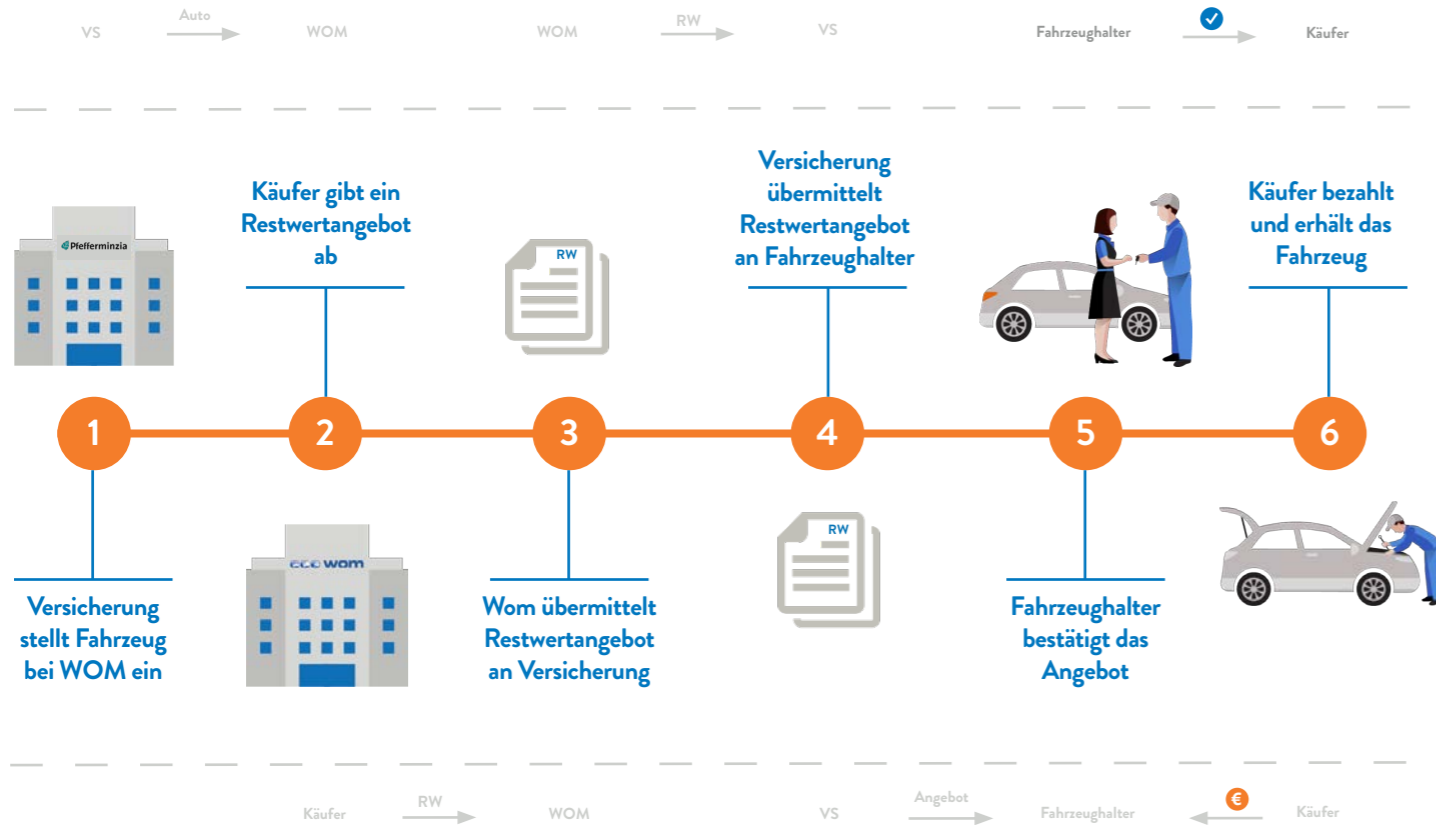 VS Auto WOM
WOM RW VS
Fahrzeughalter Käufer
Pfefferminzia
Käufer gibt ein
Restwertangebot
ab
RW
Versicherung
übermittelt
Restwertangebot
an Fahrzeughalter
Käufer bezahlt
und erhält das
Fahrzeug
1
2
3
4
5
6
Versicherung
stellt Fahrzeug
bei WOM ein
eco wom
Wom übermittelt
Restwertangebot
an Versicherung
RW
Fahrzeughalter
bestätigt das
Angebot
Käufer RW WOM
VS Angebot Fahrzeughalter € Käufer